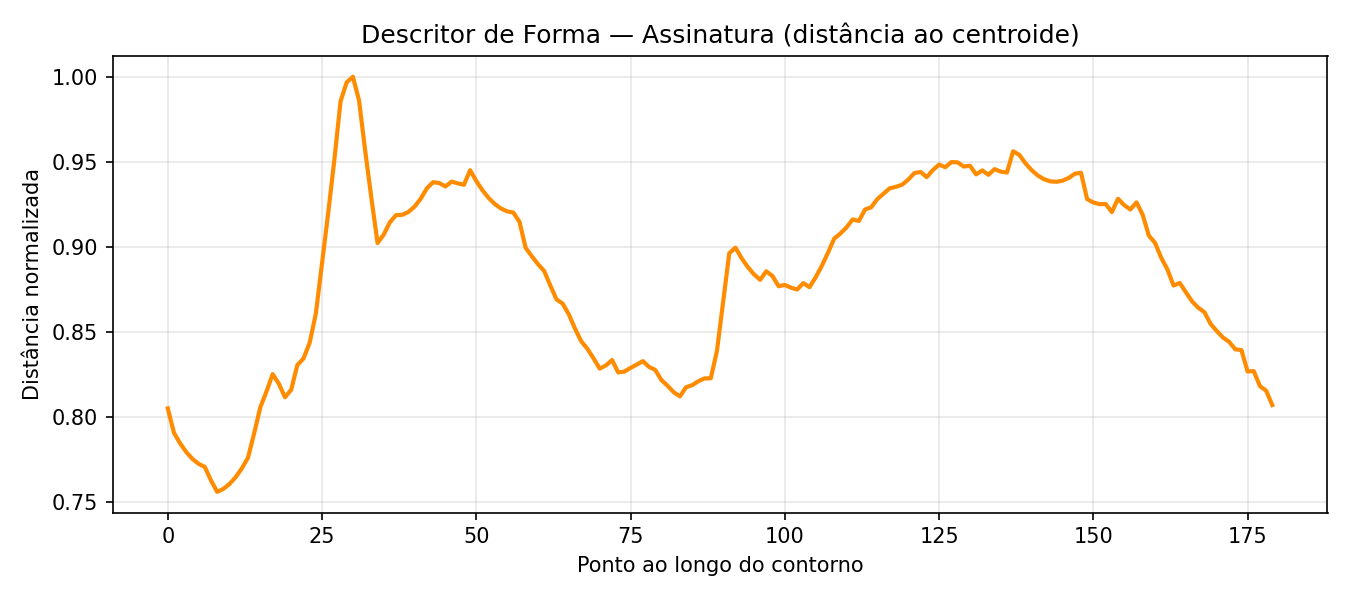 Descritor de Forma — Assinatura (distância ao centroide)
Distância normalizada
1.00
0.95
0.90
0.85
0.80
0.75
0 25 50 75 100 125 150 175
Ponto ao longo do contorno